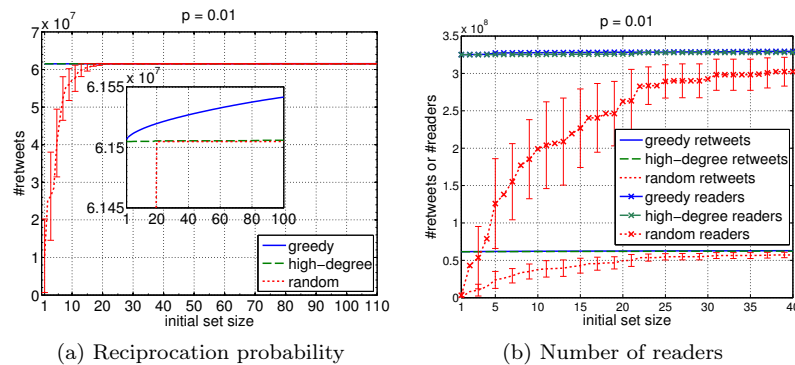 p = 0.01
x 10^7
7
6
5
4
3
2
1
0
#retweets
1 10 20 30 40 50 60 70 80 90 100 110
initial set size
6.155 x 10^7
6.15
6.145
1 20 40 60 80 100
greedy
high−degree
random
(a) Reciprocation probability
p = 0.01
x 10^8
3.5
3
2.5
2
1.5
1
0.5
0
#retweets or #readers
1 5 10 15 20 25 30 35 40
initial set size
greedy retweets
high−degree retweets
random retweets
greedy readers
high−degree readers
random readers
(b) Number of readers